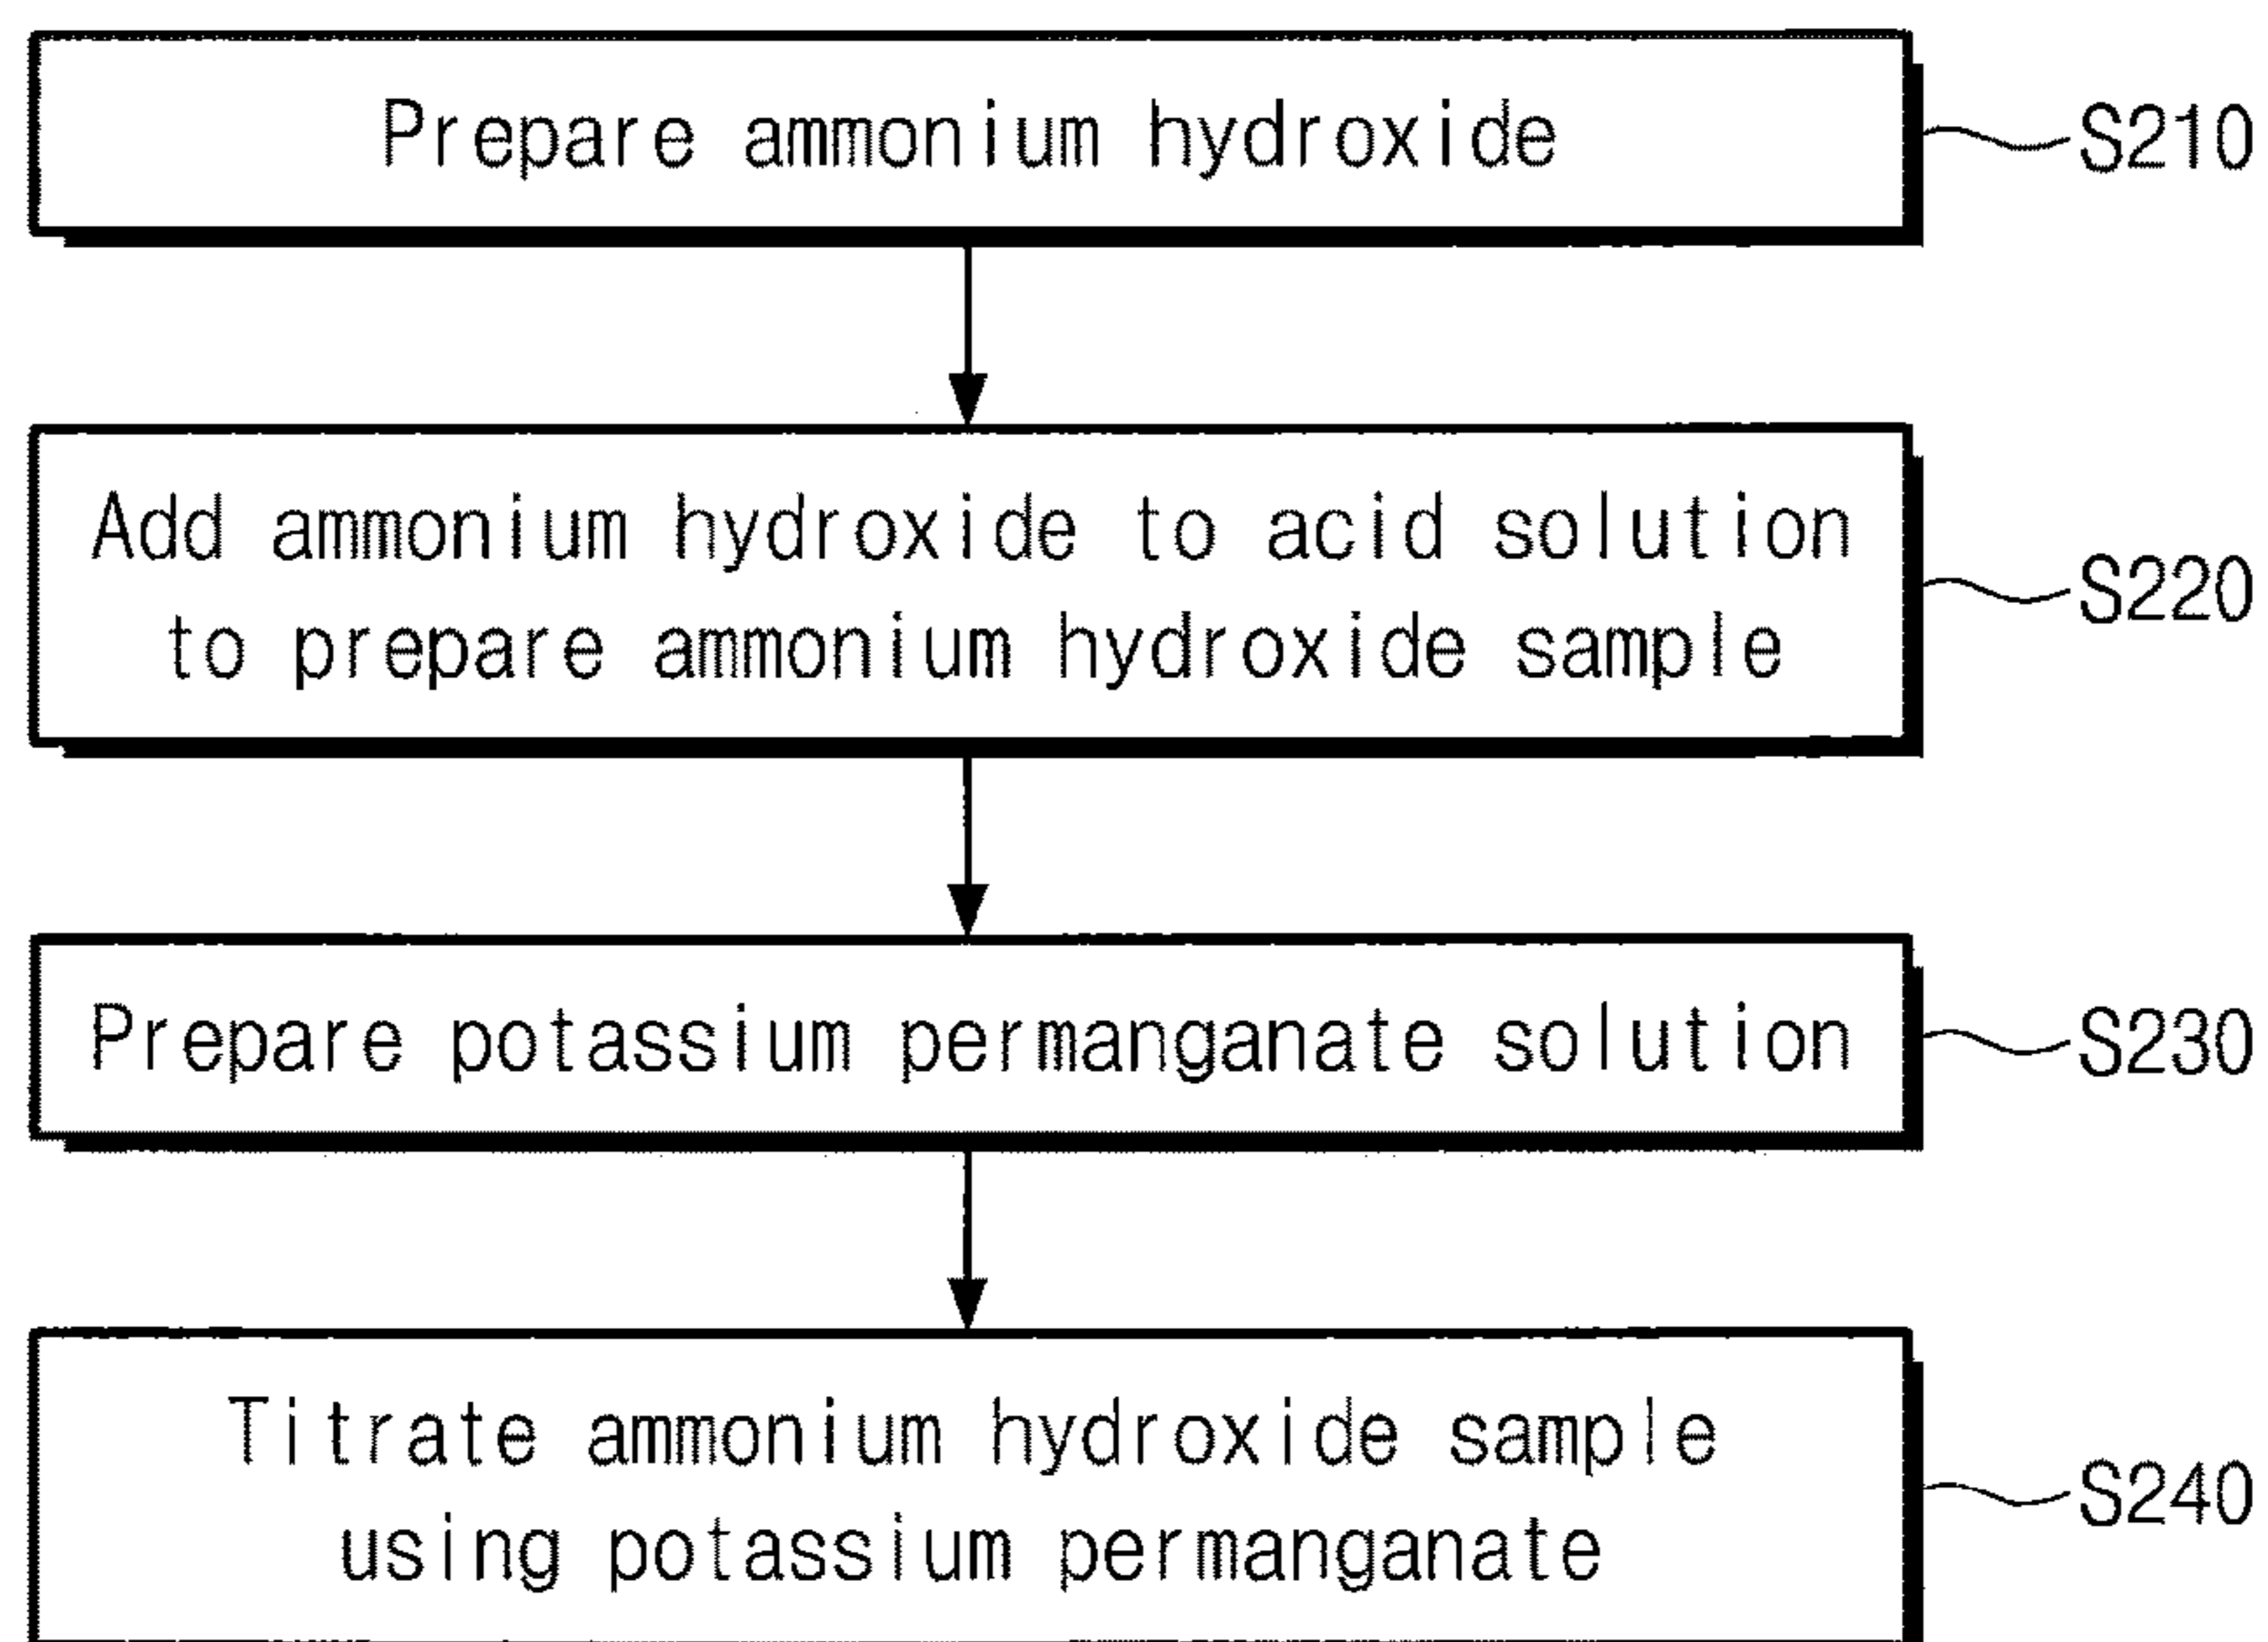 Prepare ammonium hydroxide
S210
Add ammonium hydroxide to acid solution
to prepare ammonium hydroxide sample
S220
Prepare potassium permanganate solution
S230
Titrate ammonium hydroxide sample
using potassium permanganate
S240